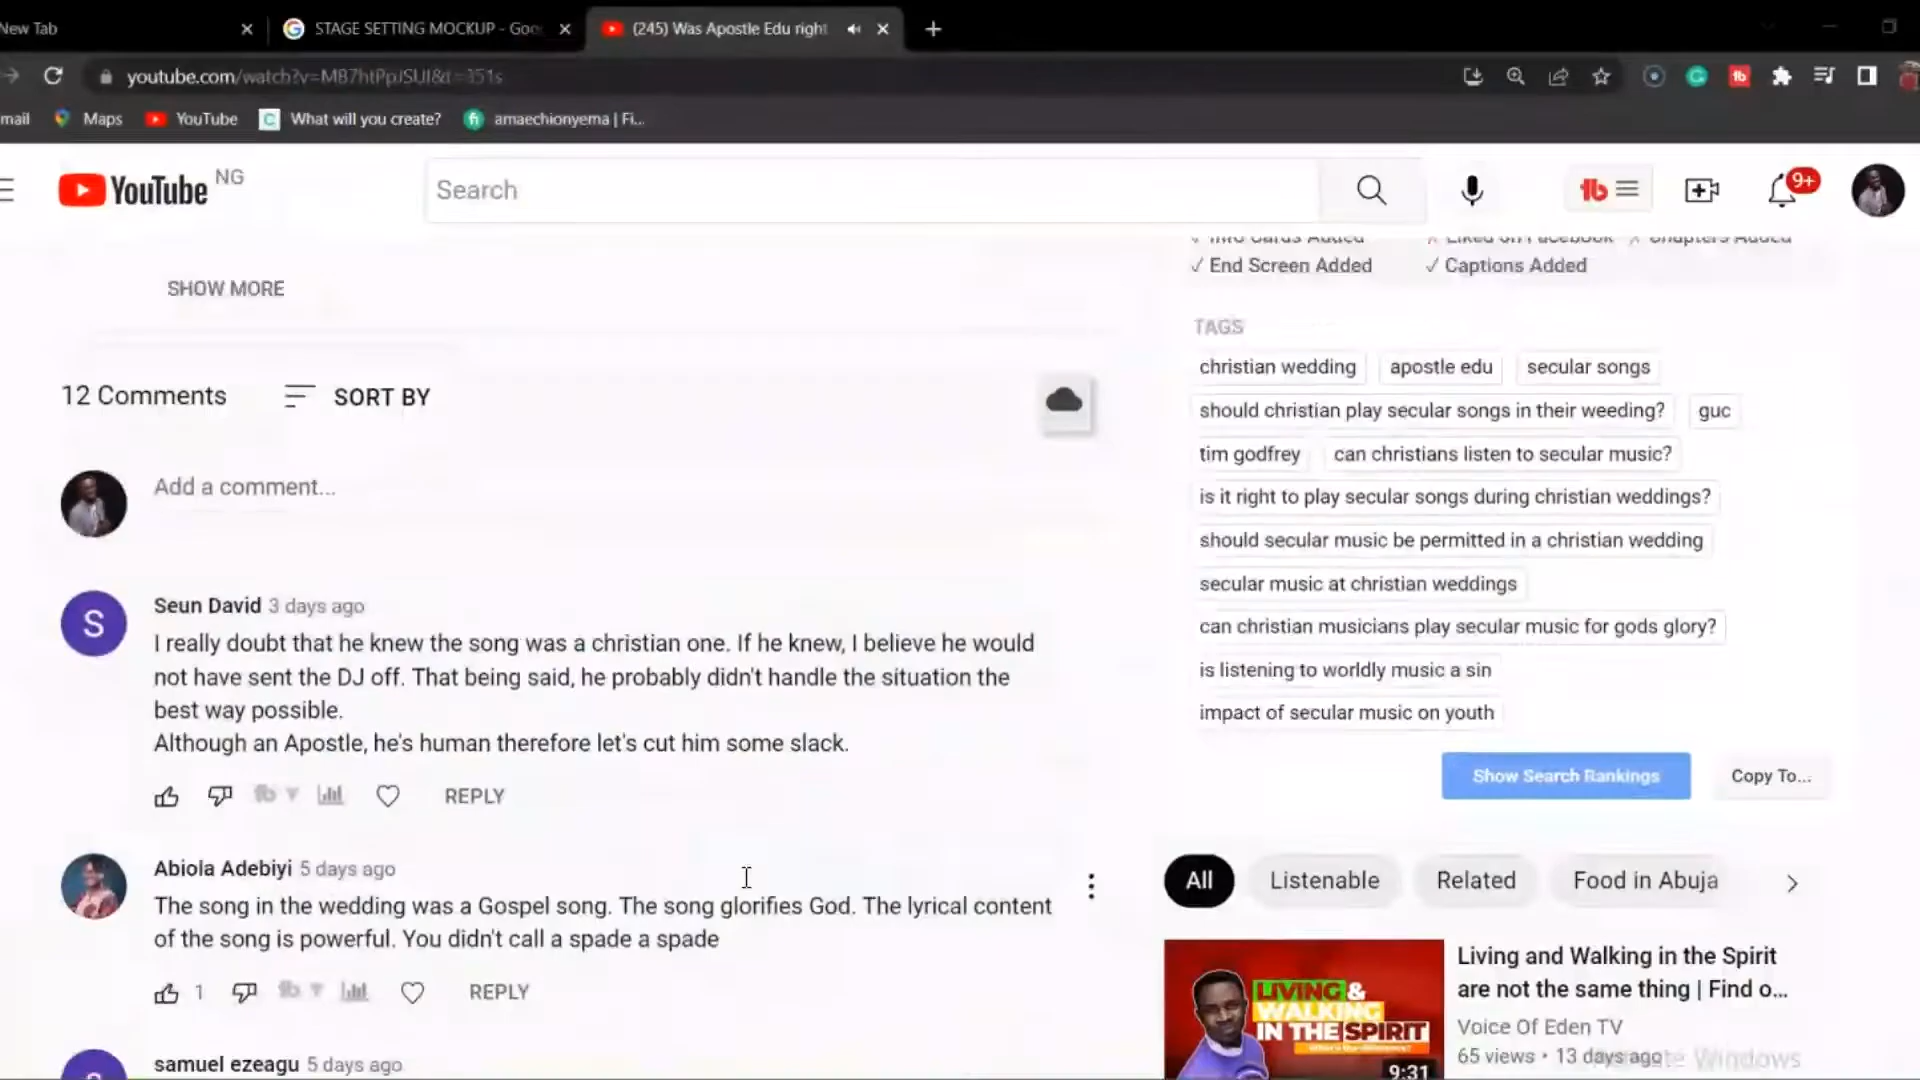 New Tab
STAGE SETTING MOCKUP - Goo
(245) Was Apostle Edu right
youtube.com/watch?v=MB7htPpJSUI&t=351s
mail
Maps
YouTube
What will you create?
amaechionyema | Fi...
YouTube NG
Search
9+
Info Cards Added
Liked on Facebook
Chapters Added
End Screen Added
Captions Added
SHOW MORE
TAGS
christian wedding
apostle edu
secular songs
should christian play secular songs in their weeding?
guc
tim godfrey
can christians listen to secular music?
is it right to play secular songs during christian weddings?
should secular music be permitted in a christian wedding
secular music at christian weddings
can christian musicians play secular music for gods glory?
is listening to worldly music a sin
impact of secular music on youth
Show Search Rankings
Copy To...
12 Comments
SORT BY
Add a comment...
S
Seun David 3 days ago
I really doubt that he knew the song was a christian one. If he knew, I believe he would
not have sent the DJ off. That being said, he probably didn't handle the situation the
best way possible.
Although an Apostle, he's human therefore let's cut him some slack.
REPLY
Abiola Adebiyi 5 days ago
The song in the wedding was a Gospel song. The song glorifies God. The lyrical content
of the song is powerful. You didn't call a spade a spade
1
REPLY
samuel ezeagu 5 days ago
All
Listenable
Related
Food in Abuja
LIVING &
WALKING
IN THE SPIRIT
9:31
Living and Walking in the Spirit
are not the same thing | Find o...
Voice Of Eden TV
65 views • 13 days ago
Windows